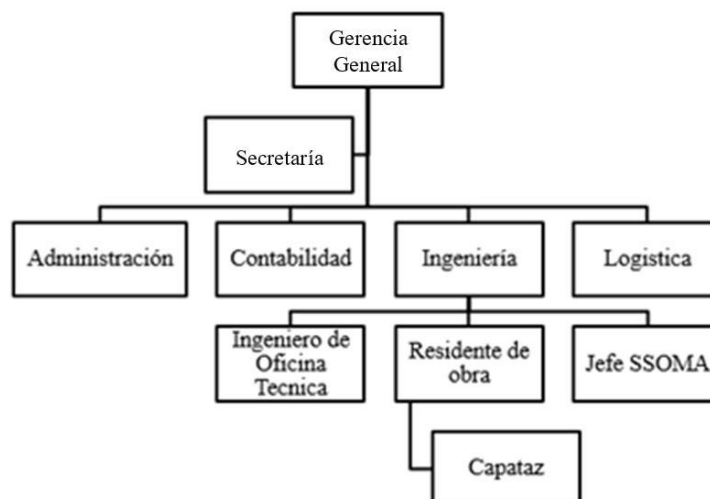 Gerencia
General
Secretaría
Administración
Contabilidad
Ingeniería
Logistica
Ingeniero de
Oficina
Tecnica
Residente de
obra
Jefe SSOMA
Capataz